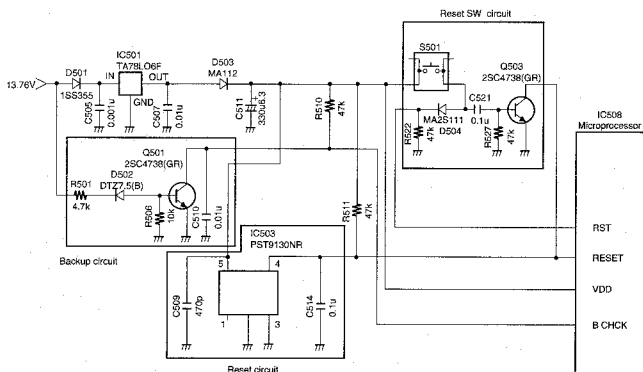 Reset SW circuit
S501
Q503
2SC4738(GR)
IC501
TA78LO6F
D503
MA112
D501
1SS355
IN
OUT
GND
13.76V
C505
0.001u
C507
0.01u
C511
330u6.3
R510
47k
C521
0.1u
MA2S111
D504
R522
47k
R527
47k
IC508
Microprocessor
Q501
2SC4738(GR)
D502
DTZ7.5(B)
R501
4.7k
R506
10k
C510
0.01u
R511
47k
Backup circuit
IC503
PST9130NR
5
4
C509
470p
C514
0.1u
1
3
Reset circuit
RST
RESET
VDD
B CHCK